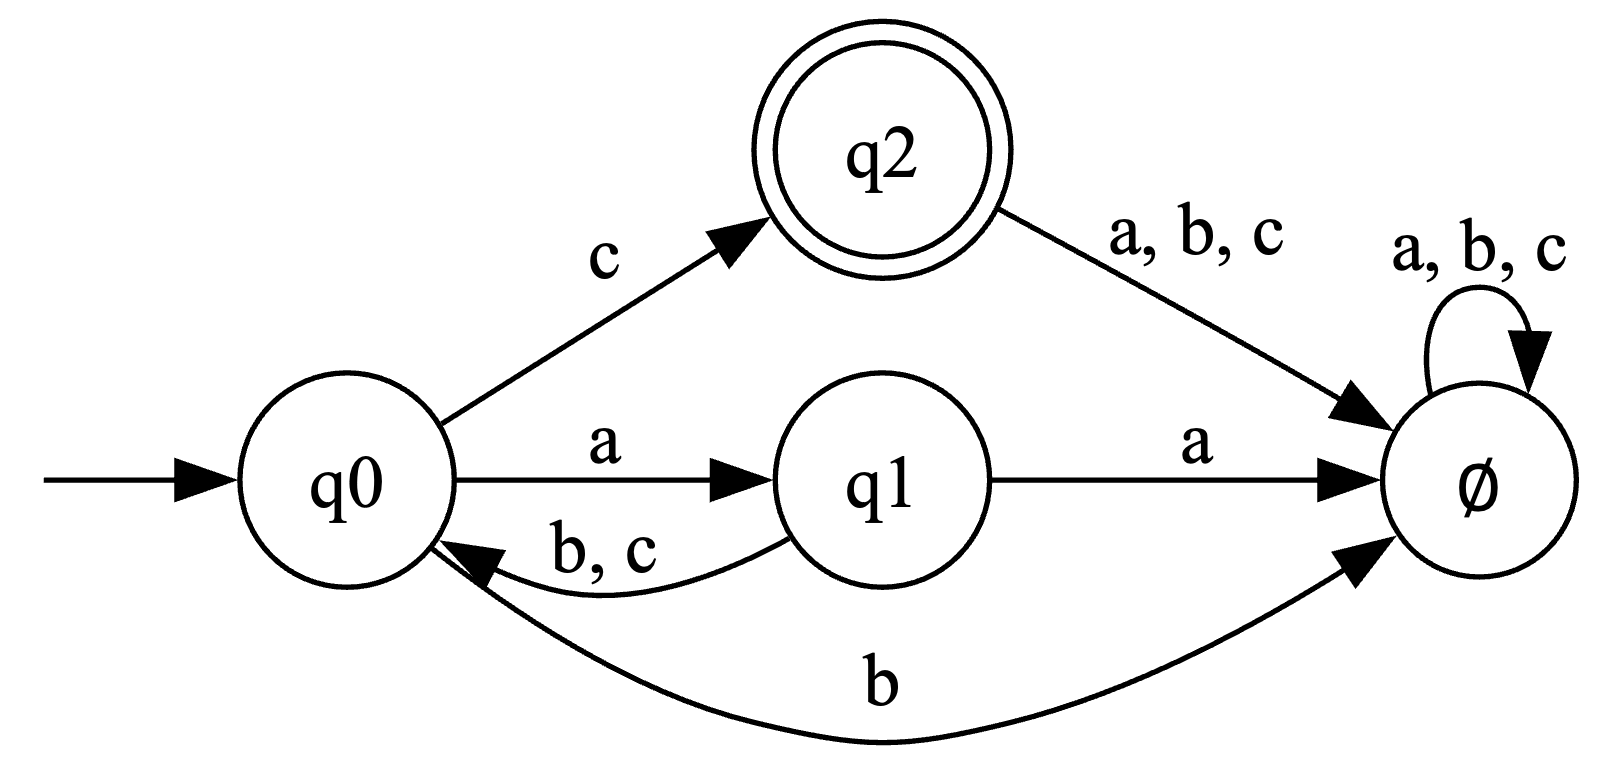 q2
a, b, c
a, b, c
c
a
a
q0
q1
∅
b, c
b